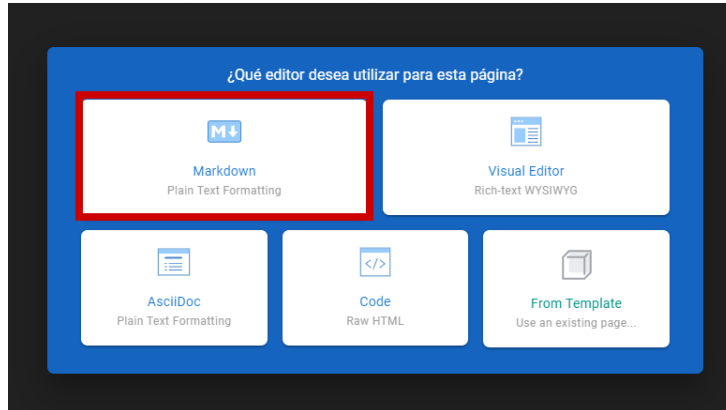 ¿Qué editor desea utilizar para esta página?
M
Markdown
Plain Text Formatting
Visual Editor
Rich-text WYSIWYG
AsciiDoc
Plain Text Formatting
</>
Code
Raw HTML
From Template
Use an existing page...